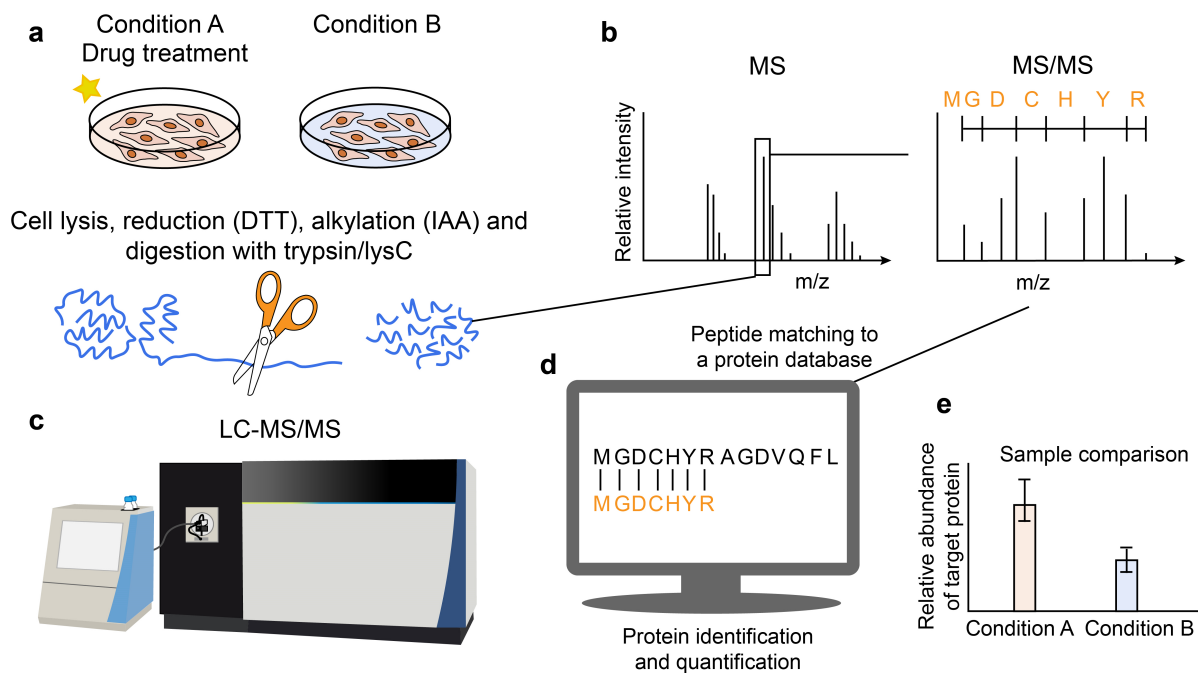 a
Condition A
Drug treatment
Condition B
Cell lysis, reduction (DTT), alkylation (IAA) and
digestion with trypsin/lysC
b
MS
Relative intensity
m/z
MS/MS
M G D C H Y R
m/z
c
LC-MS/MS
Peptide matching to
a protein database
d
MGDCHYRAGDVQFL
MGDCHYR
Protein identification
and quantification
e
Sample comparison
Relative abundance
of target protein
Condition A
Condition B